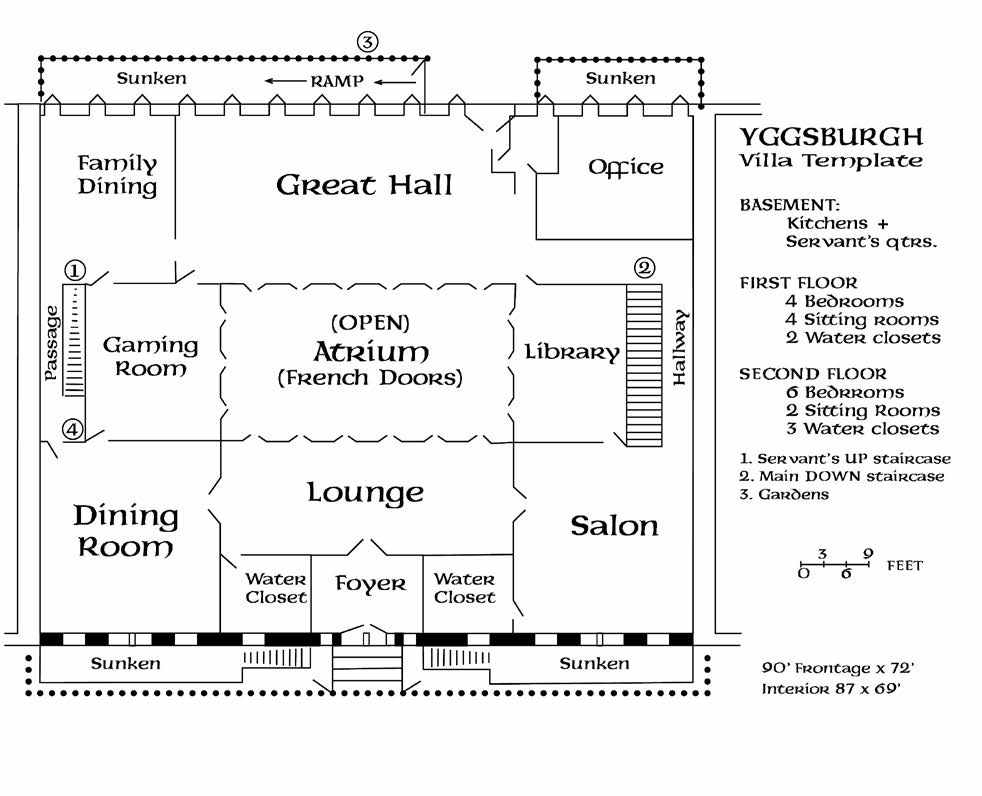 3
Sunken
RAMP
Sunken
Family
Dining
Great Hall
Office
1
2
Passage
Gaming
Room
(OPEN)
Atrium
(French Doors)
Library
Hallway
4
Dining
Room
Lounge
Salon
Water
Closet
Foyer
Water
Closet
Sunken
Sunken
YGGSBURGH
Villa Template
BASEMENT:
Kitchens +
Servant's qtrs.
FIRST FLOOR
4 Bedrooms
4 Sitting rooms
2 Water closets
SECOND FLOOR
6 Bedrroms
2 Sitting Rooms
3 Water closets
1. Servant's UP staircase
2. Main DOWN staircase
3. Gardens
3 9
0 6
FEET
90' Frontage x 72'
Interior 87 x 69'